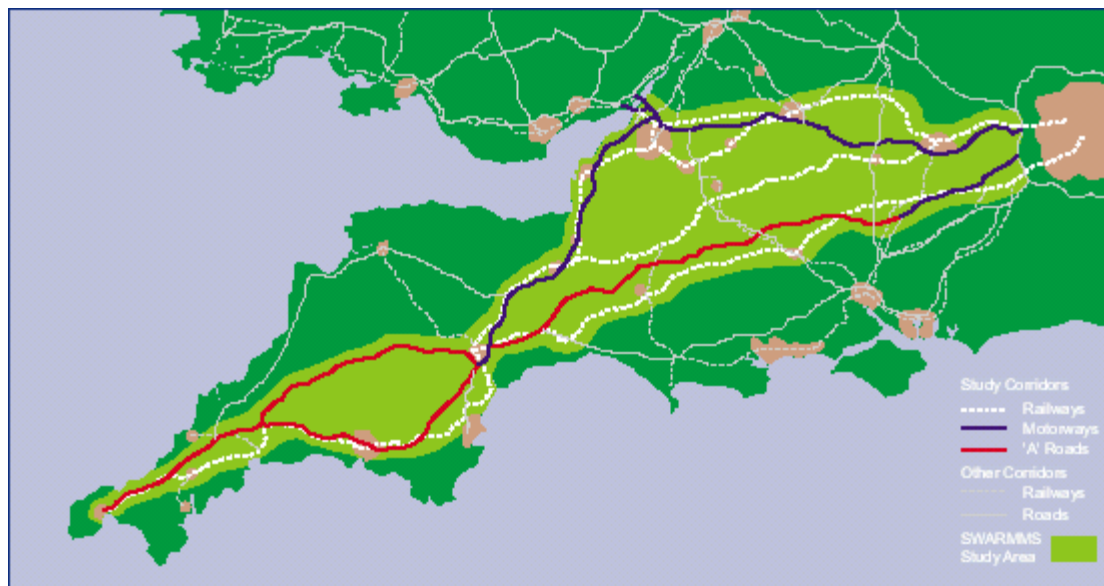 Study Corridors
Railways
Motorways
'A' Roads
Other Corridors
Railways
Roads
SWARMMS
Study Area